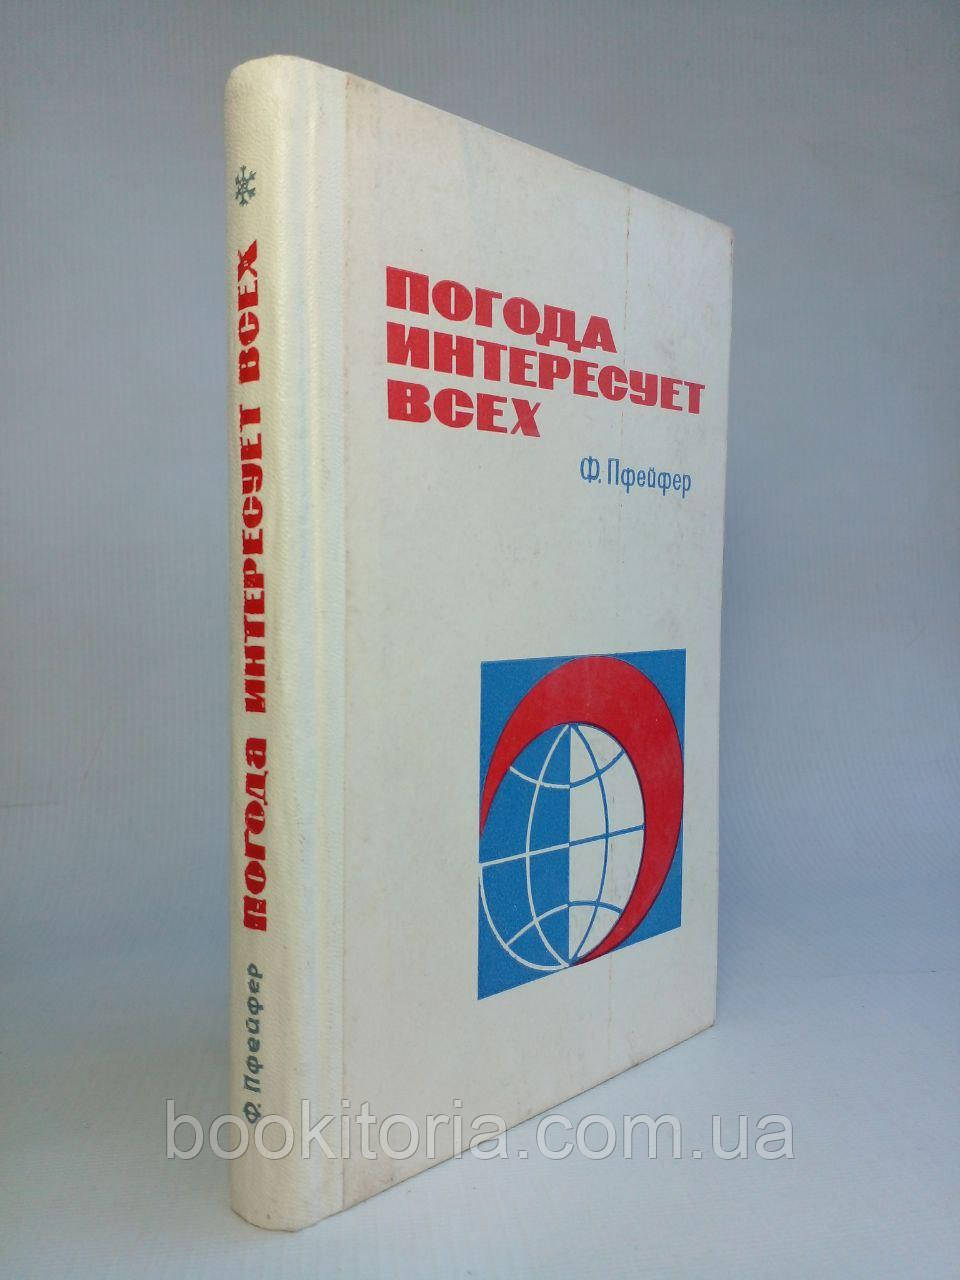 ПОГОДА
ИНТЕРЕСУЕТ
ВСЕХ
Ф. Пфейфер
Ф. Пфейфер ПОГОДА ИНТЕРЕСУЕТ ВСЕХ
bookitoria.com.ua